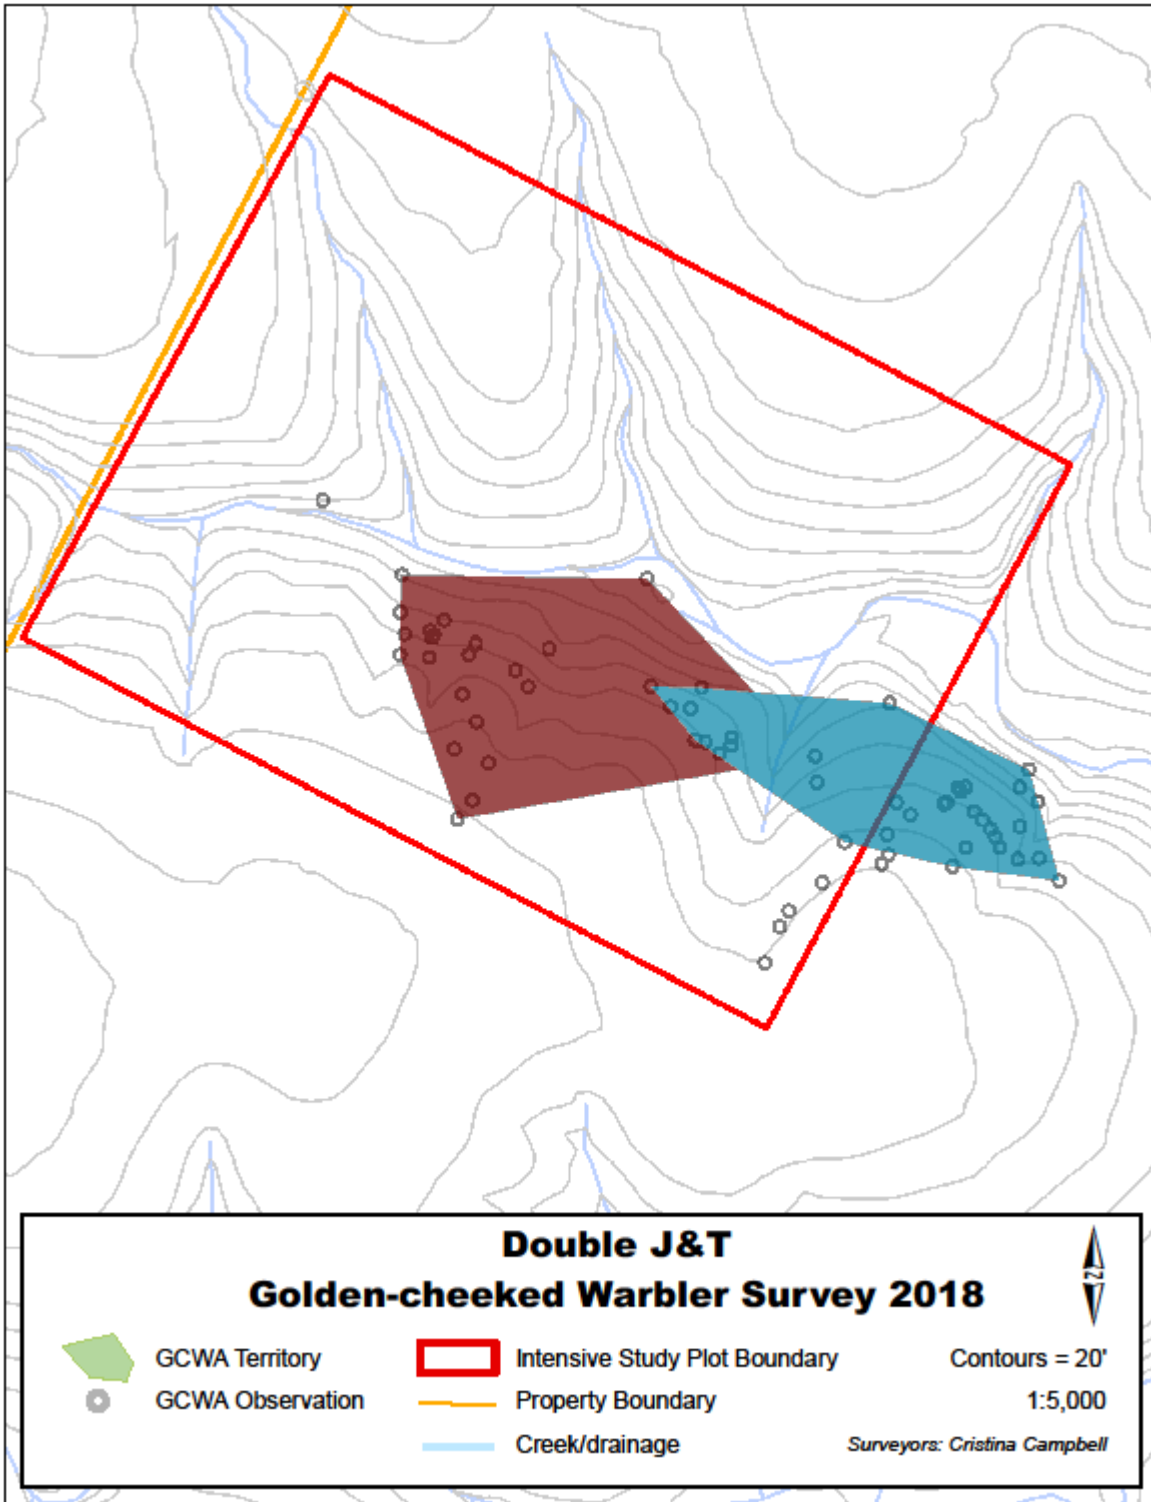 Double J&T
Golden-cheeked Warbler Survey 2018
N
GCWA Territory
Intensive Study Plot Boundary
Contours = 20'
GCWA Observation
Property Boundary
1:5,000
Creek/drainage
Surveyors: Cristina Campbell